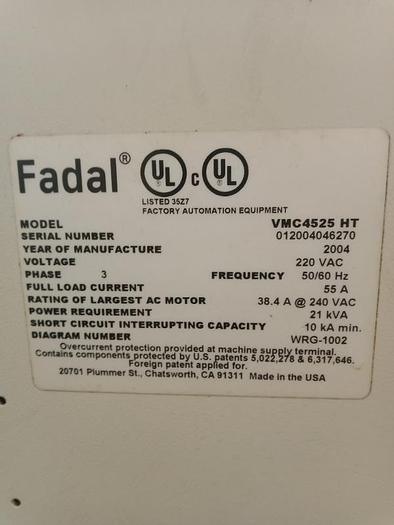 Fadal® UL c UL
LISTED 35Z7
FACTORY AUTOMATION EQUIPMENT
MODEL VMC4525 HT
SERIAL NUMBER 012004046270
YEAR OF MANUFACTURE 2004
VOLTAGE 220 VAC
PHASE 3 FREQUENCY 50/60 Hz
FULL LOAD CURRENT 55 A
RATING OF LARGEST AC MOTOR 38.4 A @ 240 VAC
POWER REQUIREMENT 21 kVA
SHORT CIRCUIT INTERRUPTING CAPACITY 10 kA min.
DIAGRAM NUMBER WRG-1002
Overcurrent protection provided at machine supply terminal.
Contains components protected by U.S. patents 5,022,278 & 6,317,646.
Foreign patent applied for.
20701 Plummer St., Chatsworth, CA 91311 Made in the USA